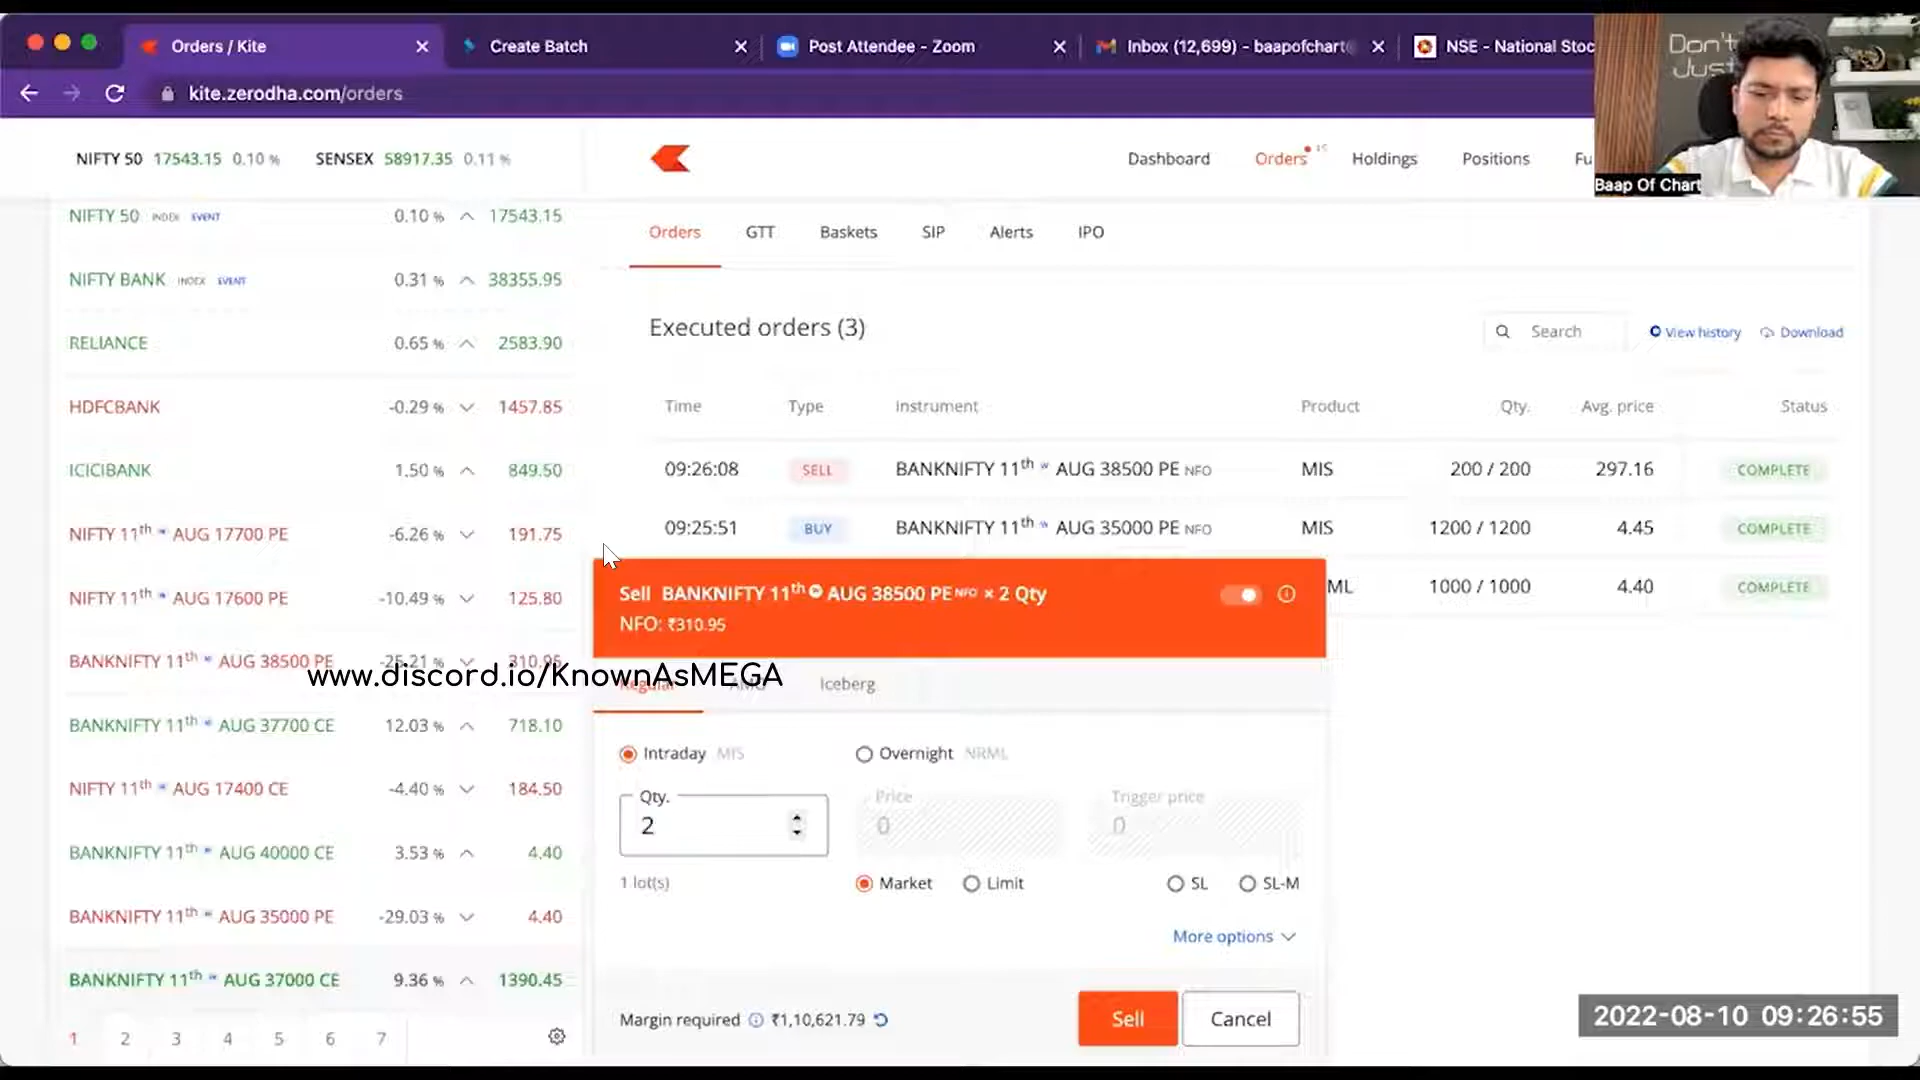 Orders / Kite
Create Batch
Post Attendee - Zoom
Inbox (12,699) - baapofchart
NSE - National Stoc
kite.zerodha.com/orders
Don't
Just
Baap Of Chart
NIFTY 50 17543.15 0.10 %
SENSEX 58917.35 0.11 %
Dashboard
Orders
Holdings
Positions
Fu
NIFTY 50 INDEX EVENT 0.10 % 17543.15
NIFTY BANK INDEX EVENT 0.31 % 38355.95
RELIANCE 0.65 % 2583.90
HDFCBANK -0.29 % 1457.85
ICICIBANK 1.50 % 849.50
NIFTY 11th w AUG 17700 PE -6.26 % 191.75
NIFTY 11th w AUG 17600 PE -10.49 % 125.80
BANKNIFTY 11th w AUG 38500 PE -25.21 % 310.95
BANKNIFTY 11th w AUG 37700 CE 12.03 % 718.10
NIFTY 11th w AUG 17400 CE -4.40 % 184.50
BANKNIFTY 11th w AUG 40000 CE 3.53 % 4.40
BANKNIFTY 11th w AUG 35000 PE -29.03 % 4.40
BANKNIFTY 11th w AUG 37000 CE 9.36 % 1390.45
1 2 3 4 5 6 7
Orders GTT Baskets SIP Alerts IPO
Executed orders (3)
Search
View history
Download
Time Type Instrument Product Qty. Avg. price Status
09:26:08 SELL BANKNIFTY 11th w AUG 38500 PE NFO MIS 200 / 200 297.16 COMPLETE
09:25:51 BUY BANKNIFTY 11th w AUG 35000 PE NFO MIS 1200 / 1200 4.45 COMPLETE
ML 1000 / 1000 4.40 COMPLETE
Sell BANKNIFTY 11th w AUG 38500 PE NFO × 2 Qty
NFO: ₹310.95
www.discord.io/KnownAsMEGA
Regular AMO Iceberg
Intraday MIS
Overnight NRML
Qty. Price Trigger price
2 0 0
1 lot(s)
Market Limit SL SL-M
More options
Margin required ₹1,10,621.79
Sell Cancel
2022-08-10 09:26:55